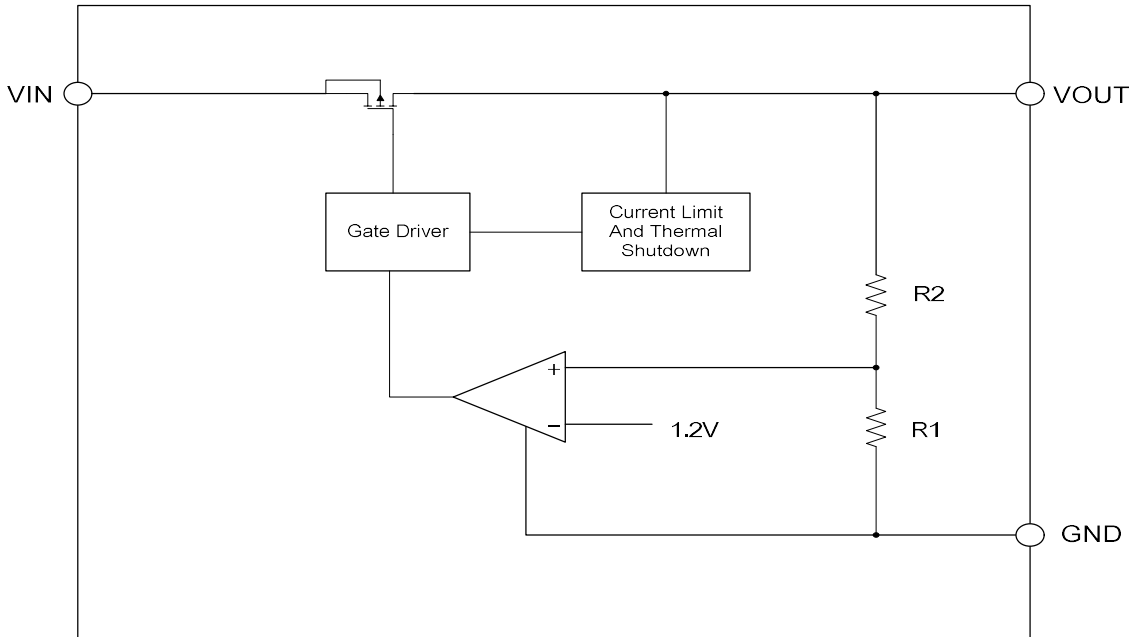 VIN
VOUT
Gate Driver
Current Limit
And Thermal
Shutdown
R2
+
−
1.2V
R1
GND